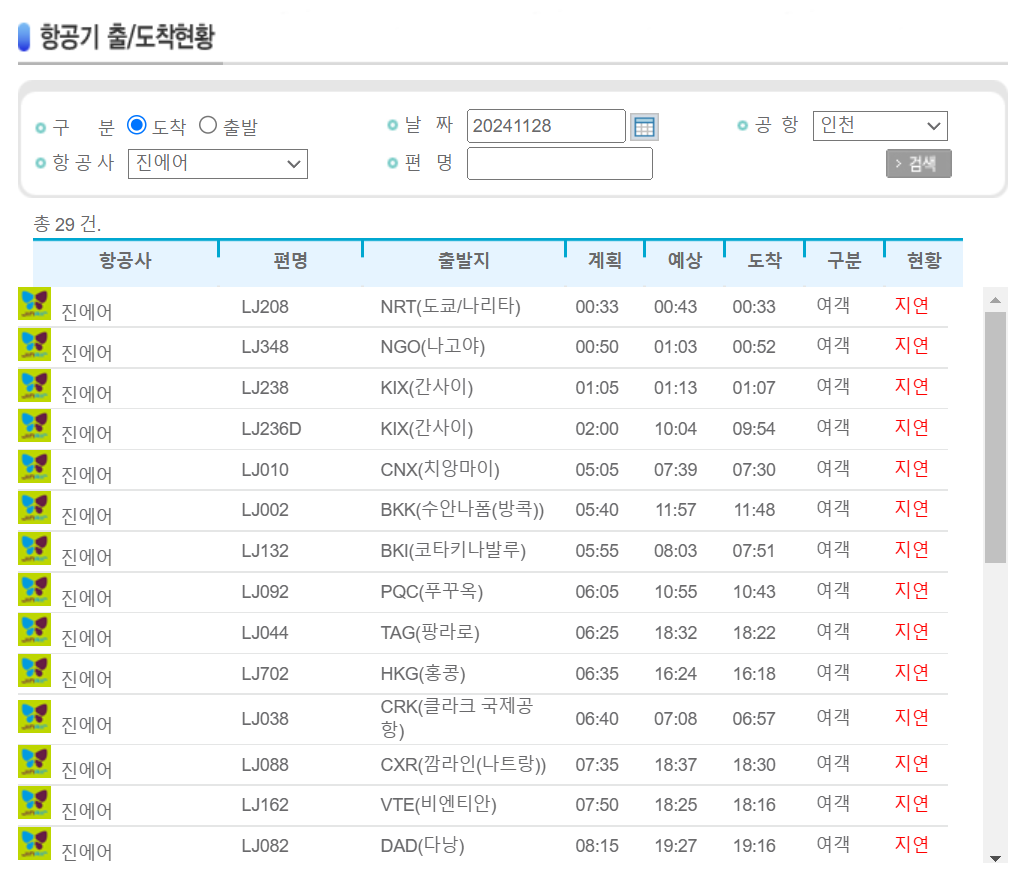 항공기 출/도착현황
구 분 도착 출발 날 짜 20241128 공 항 인천
항 공 사 진에어 편 명 검색
총 29 건.
항공사 편명 출발지 계획 예상 도착 구분 현황
진에어 LJ208 NRT(도쿄/나리타) 00:33 00:43 00:33 여객 지연
진에어 LJ348 NGO(나고야) 00:50 01:03 00:52 여객 지연
진에어 LJ238 KIX(간사이) 01:05 01:13 01:07 여객 지연
진에어 LJ236D KIX(간사이) 02:00 10:04 09:54 여객 지연
진에어 LJ010 CNX(치앙마이) 05:05 07:39 07:30 여객 지연
진에어 LJ002 BKK(수안나폼(방콕)) 05:40 11:57 11:48 여객 지연
진에어 LJ132 BKI(코타키나발루) 05:55 08:03 07:51 여객 지연
진에어 LJ092 PQC(푸꾸옥) 06:05 10:55 10:43 여객 지연
진에어 LJ044 TAG(팡라로) 06:25 18:32 18:22 여객 지연
진에어 LJ702 HKG(홍콩) 06:35 16:24 16:18 여객 지연
진에어 LJ038 CRK(클라크 국제공
항) 06:40 07:08 06:57 여객 지연
진에어 LJ088 CXR(깜라인(나트랑)) 07:35 18:37 18:30 여객 지연
진에어 LJ162 VTE(비엔티안) 07:50 18:25 18:16 여객 지연
진에어 LJ082 DAD(다낭) 08:15 19:27 19:16 여객 지연